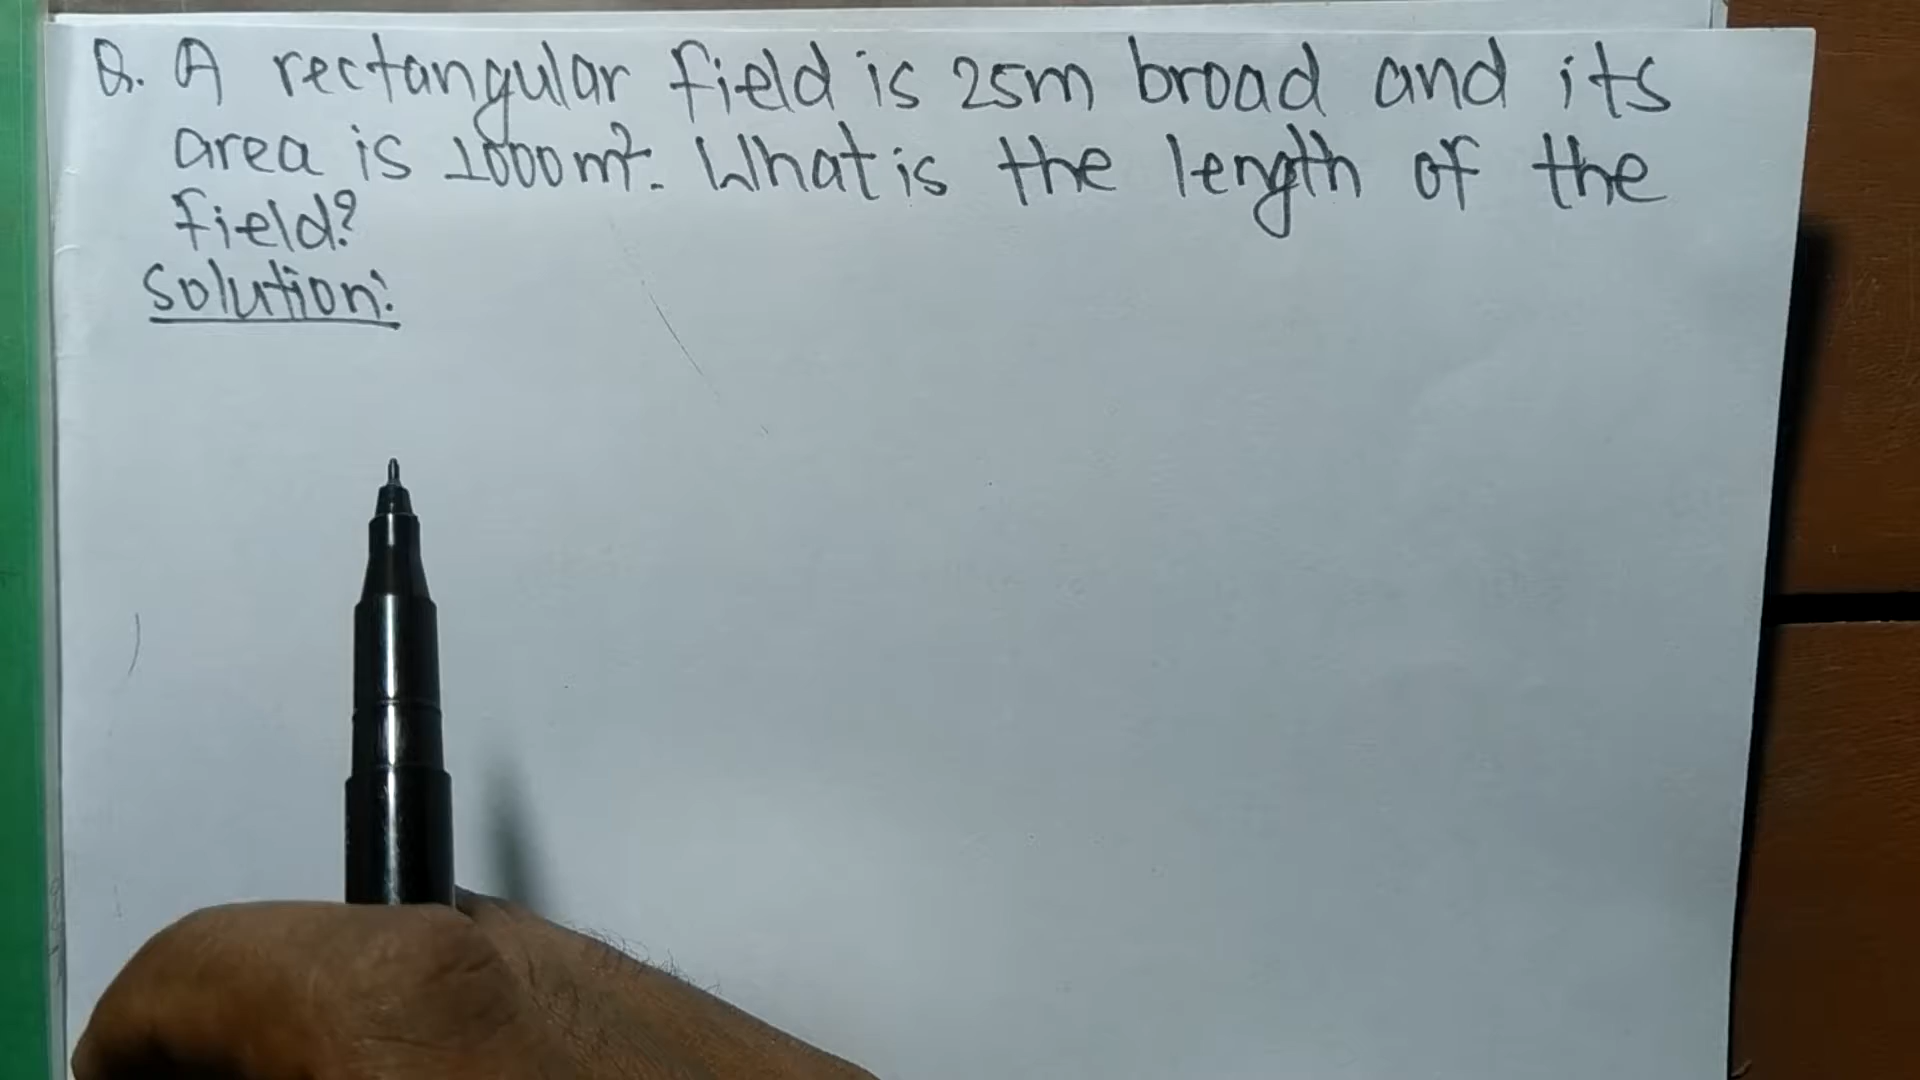 Q. A rectangular field is 25m broad and its
area is 1000m². What is the length of the
field?
Solution: